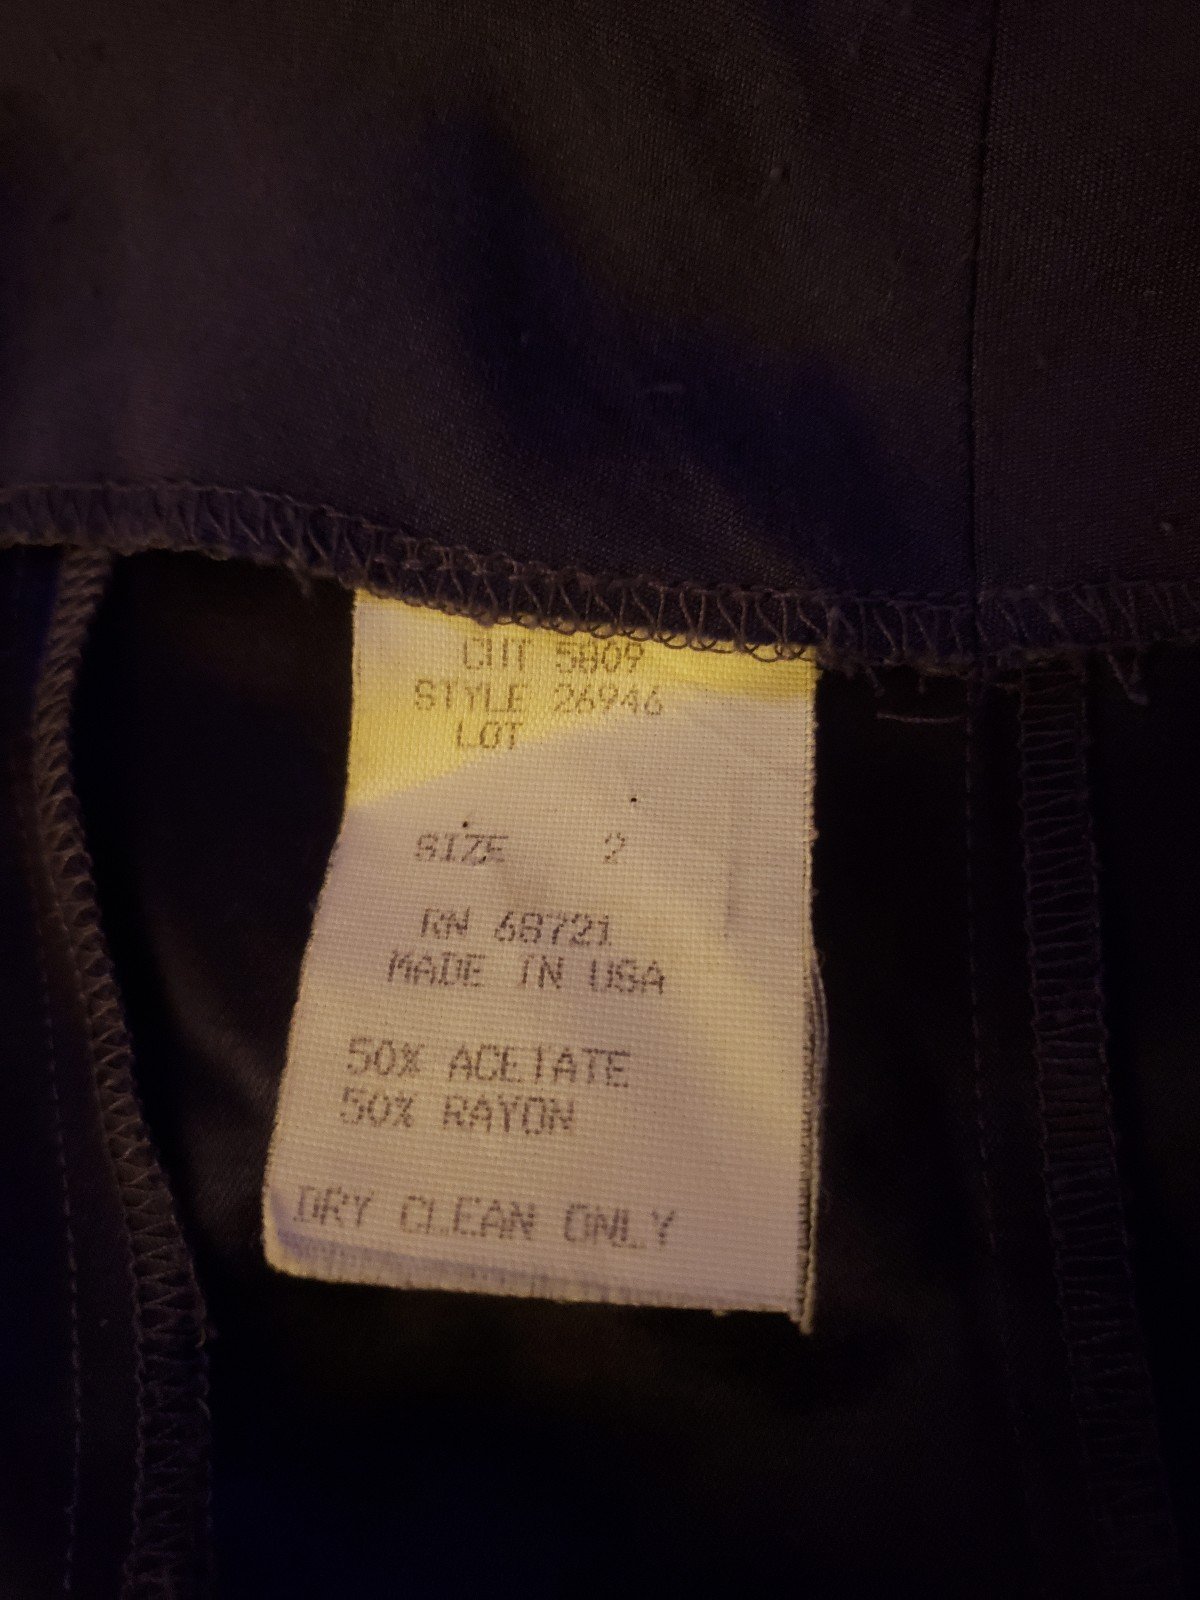 CUT 5809
STYLE 26946
LOT
SIZE 2
RN 68721
MADE IN USA
50% ACETATE
50% RAYON
DRY CLEAN ONLY